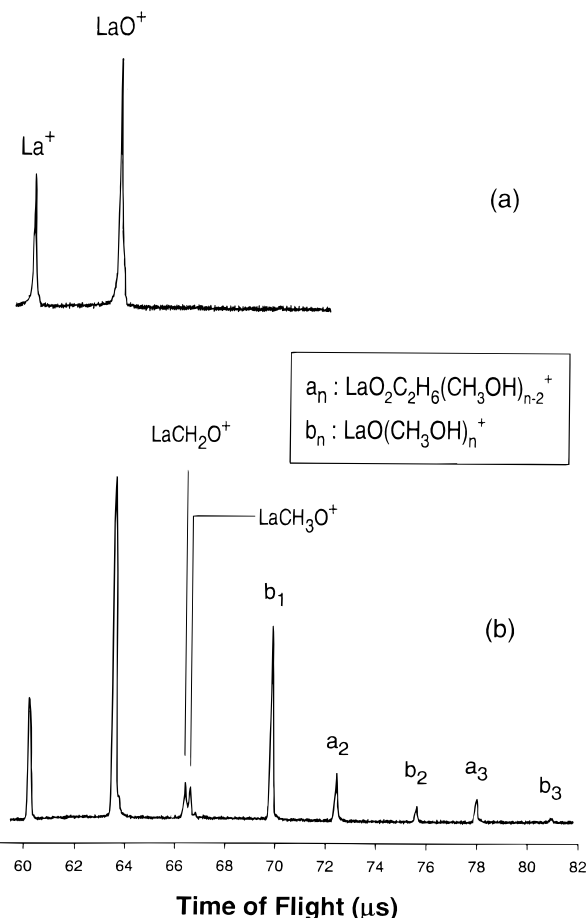 LaO⁺
La⁺
(a)
aₙ : LaO₂C₂H₆(CH₃OH)ₙ₋₂⁺
bₙ : LaO(CH₃OH)ₙ⁺
LaCH₂O⁺
LaCH₃O⁺
b₁
(b)
a₂
b₂
a₃
b₃
60 62 64 66 68 70 72 74 76 78 80 82
Time of Flight (μs)